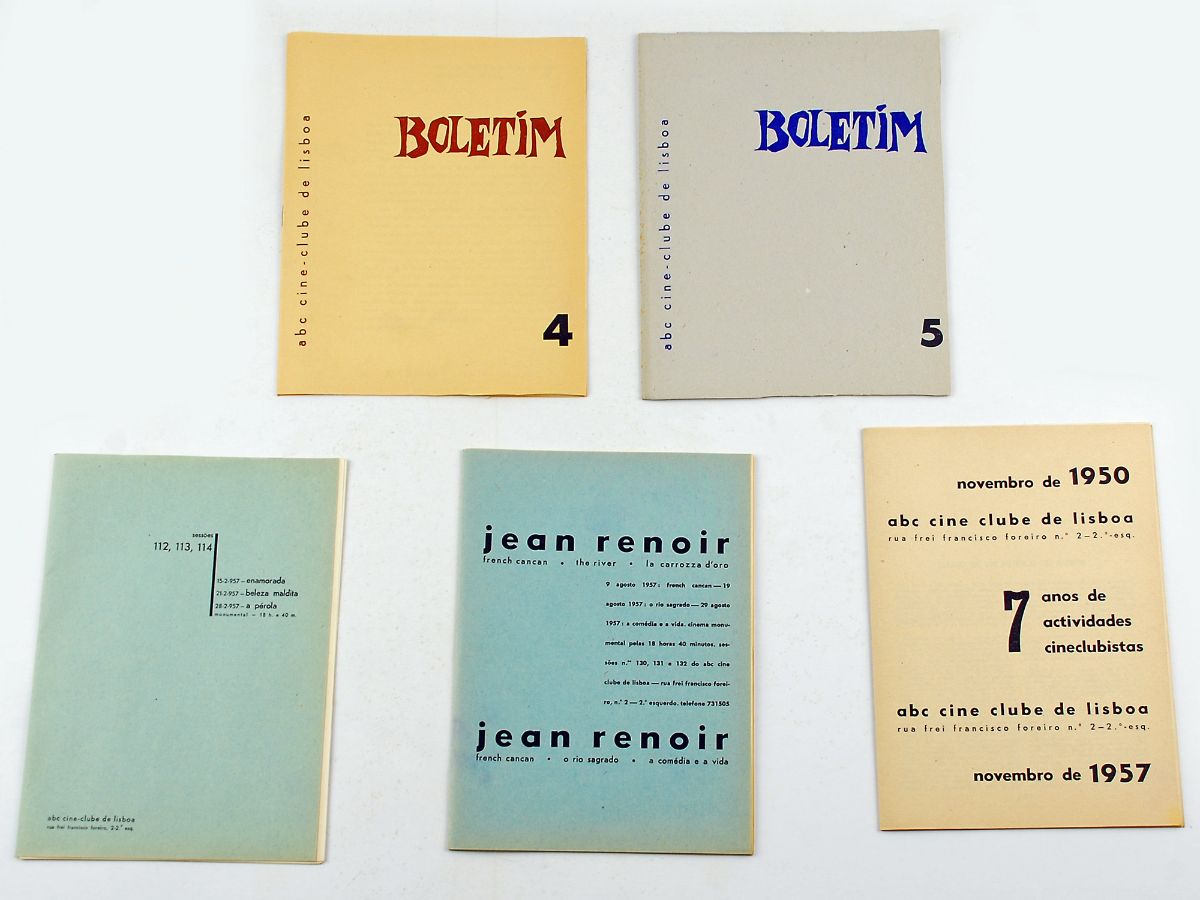 abc cine-clube de lisboa
BOLETIM
4
abc cine-clube de lisboa
BOLETIM
5
sessões
112, 113, 114
15-2-957 – enamorada
21-2-957 – beleza maldita
28-2-957 – a pérola
monumental – 18 h. e 40 m.
abc cine-clube de lisboa
rua frei francisco foreiro, 2-2.º esq.
jean renoir
french cancan • the river • la carrozza d'oro
9 agosto 1957: french cancan — 19
agosto 1957: o rio sagrado — 29 agosto
1957: a comédia e a vida. cinema monu-
mental pelas 18 horas 40 minutos. ses-
sões n.os 130, 131 e 132 do abc cine
clube de lisboa — rua frei francisco forei-
ro, n.º 2 — 2.º esquerdo. telefone 731505
jean renoir
french cancan • o rio sagrado • a comédia e a vida
novembro de 1950
abc cine clube de lisboa
rua frei francisco foreiro n.º 2–2.º-esq.
7 anos de
actividades
cineclubistas
abc cine clube de lisboa
rua frei francisco foreiro n.º 2–2.º-esq.
novembro de 1957